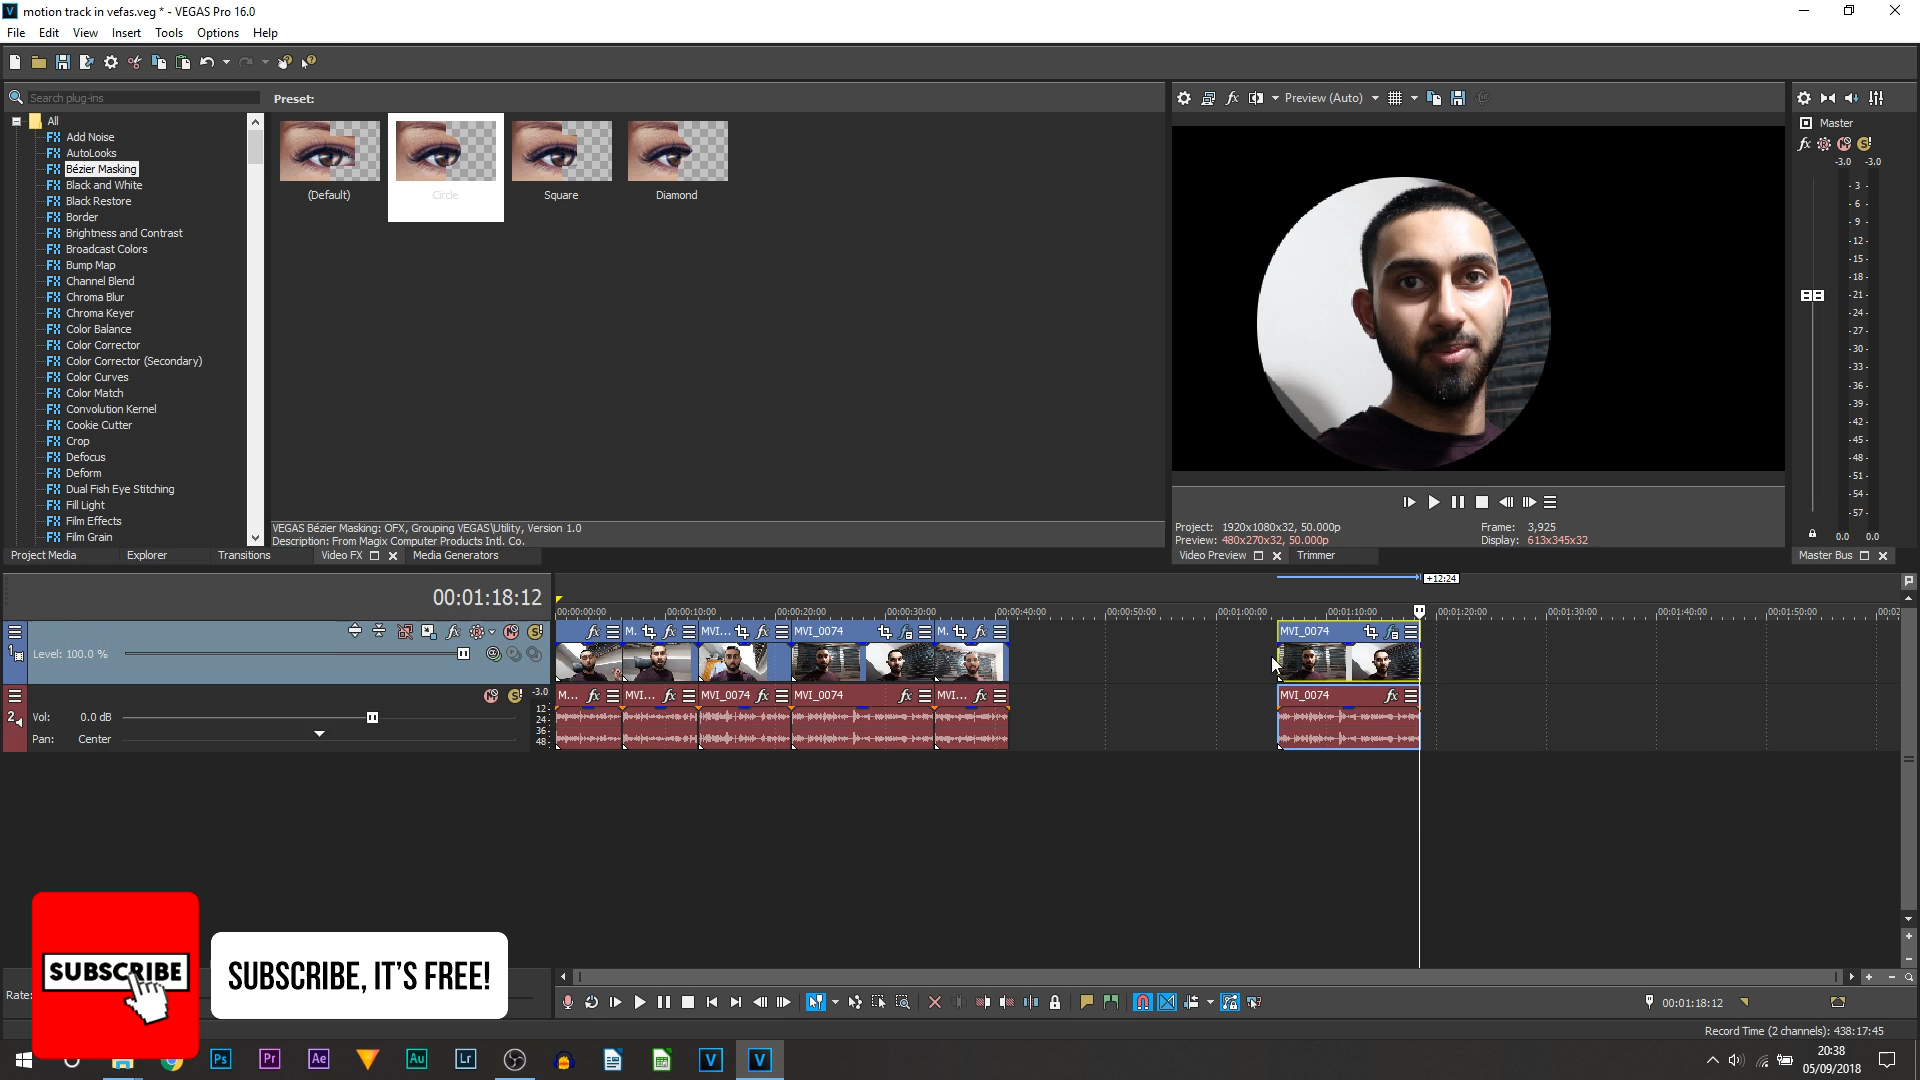 motion track in vefas.veg * - VEGAS Pro 16.0
File Edit View Insert Tools Options Help
Search plug-ins
Preset:
Preview (Auto)
All
Add Noise
AutoLooks
Bézier Masking
Black and White
Black Restore
Border
Brightness and Contrast
Broadcast Colors
Bump Map
Channel Blend
Chroma Blur
Chroma Keyer
Color Balance
Color Corrector
Color Corrector (Secondary)
Color Curves
Color Match
Convolution Kernel
Cookie Cutter
Crop
Defocus
Deform
Dual Fish Eye Stitching
Fill Light
Film Effects
Film Grain
(Default) Circle Square Diamond
VEGAS Bézier Masking: OFX, Grouping VEGAS\Utility, Version 1.0
Description: From Magix Computer Products Intl. Co.
Project: 1920x1080x32, 50.000p
Preview: 480x270x32, 50.000p
Frame: 3,925
Display: 613x345x32
Master
-3.0 -3.0
- 3 -
- 6 -
- 9 -
- 12 -
- 15 -
- 18 -
- 21 -
- 24 -
- 27 -
- 30 -
- 33 -
- 36 -
- 39 -
- 42 -
- 45 -
- 48 -
- 51 -
- 54 -
- 57 -
0.0 0.0
Project Media Explorer Transitions Video FX Media Generators
Video Preview Trimmer
Master Bus
00:01:18:12
+12:24
00:00:00:00 00:00:10:00 00:00:20:00 00:00:30:00 00:00:40:00 00:00:50:00 00:01:00:00 00:01:10:00 00:01:20:00 00:01:30:00 00:01:40:00 00:01:50:00 00:02
1
Level: 100.0 %
M. MVI... MVI_0074 M. MVI_0074
2
Vol: 0.0 dB
Pan: Center
-3.0
12
24
36
48
M... MVI... MVI_0074 MVI_0074 MVI... MVI_0074
Rate:
SUBSCRIBE
SUBSCRIBE, IT'S FREE!
00:01:18:12
Record Time (2 channels): 438:17:45
Ps Pr Ae Au Lr V V
20:38
05/09/2018